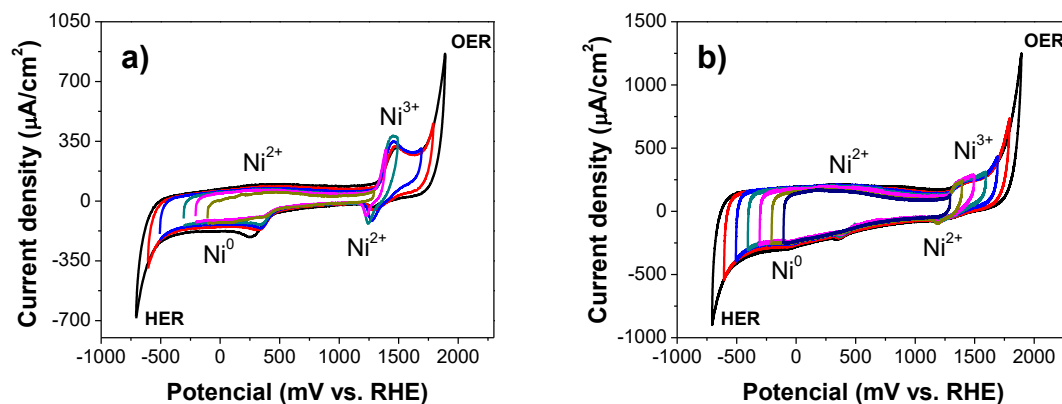 a)
Current density (μA/cm²)
1050
700
350
0
-350
-700
OER
Ni³⁺
Ni²⁺
Ni⁰
Ni²⁺
HER
-1000 -500 0 500 1000 1500 2000
Potencial (mV vs. RHE)
b)
Current density (μA/cm²)
1500
1000
500
0
-500
-1000
OER
Ni³⁺
Ni²⁺
Ni⁰
Ni²⁺
HER
-1000 -500 0 500 1000 1500 2000
Potencial (mV vs. RHE)